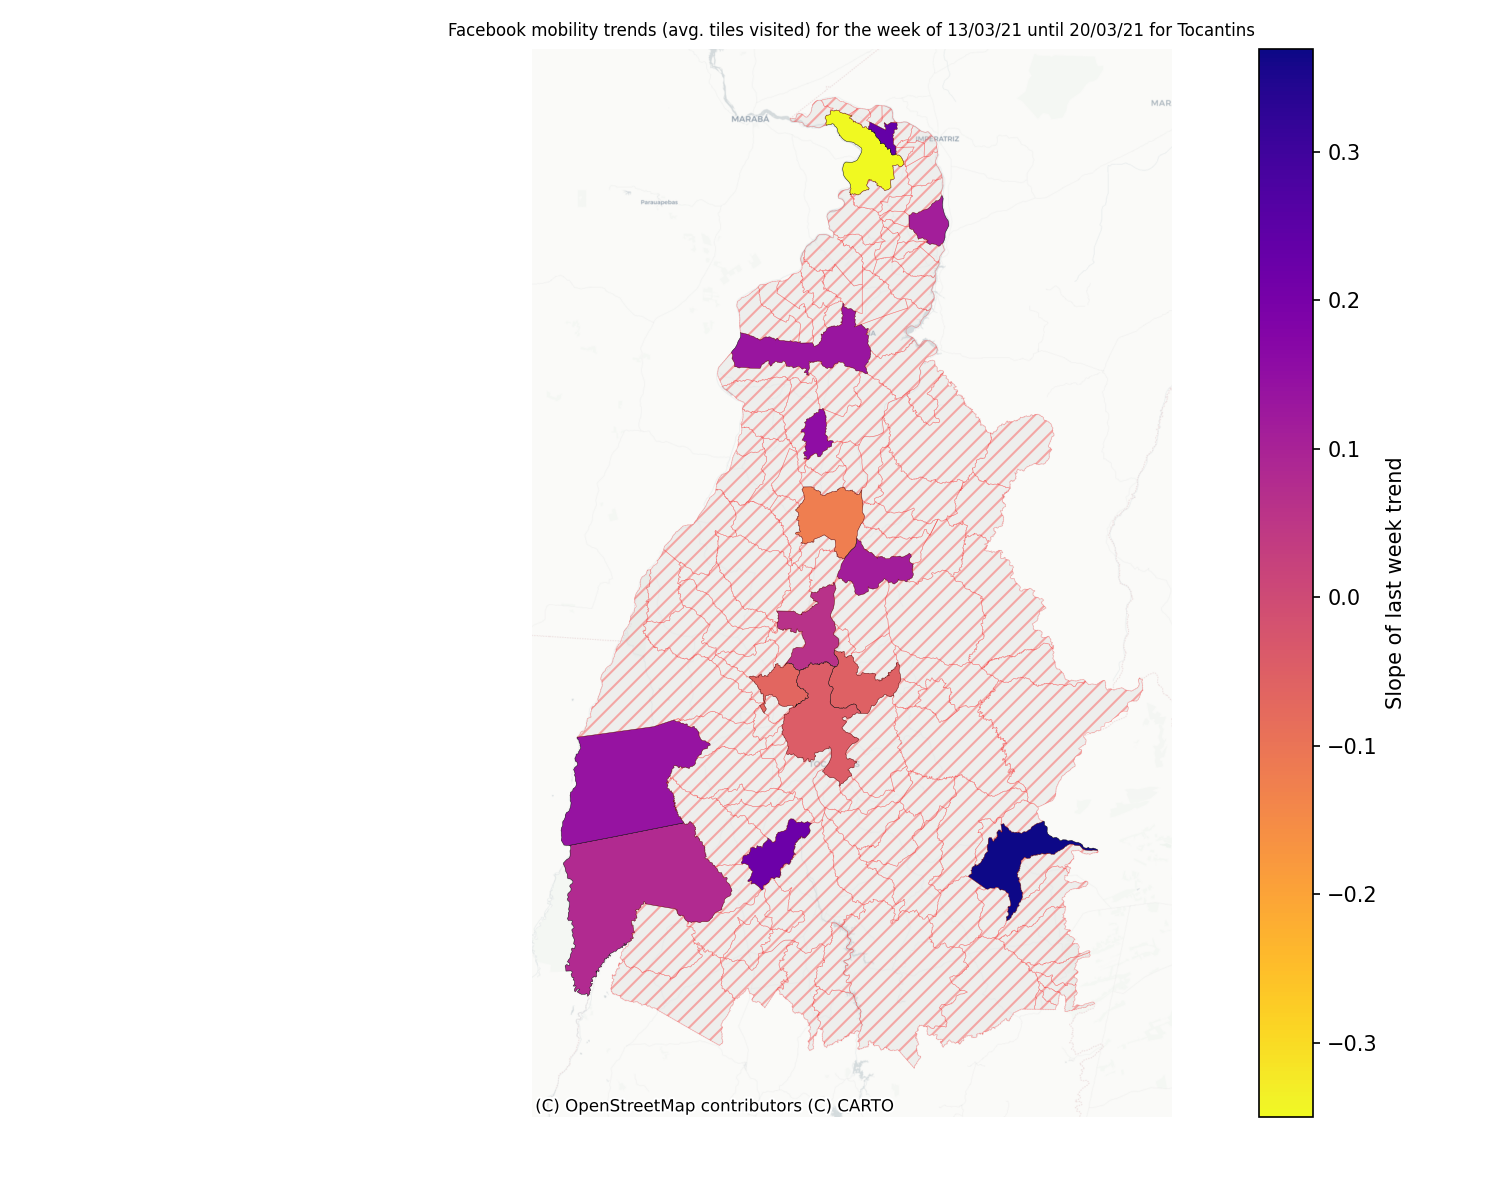 Facebook mobility trends (avg. tiles visited) for the week of 13/03/21 until 20/03/21 for Tocantins
MAR
MARABÁ
IMPERATRIZ
Parauapebas
0.3
0.2
0.1
0.0
−0.1
−0.2
−0.3
Slope of last week trend
(C) OpenStreetMap contributors (C) CARTO